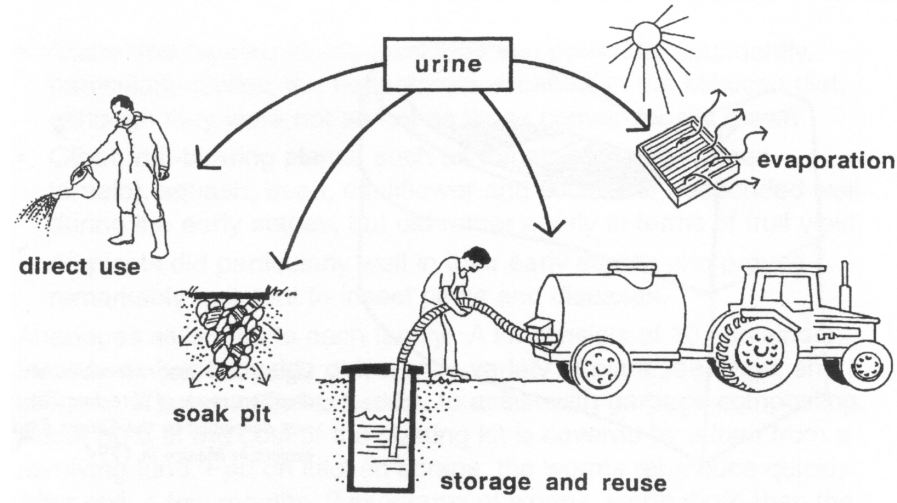 urine
evaporation
direct use
soak pit
storage and reuse